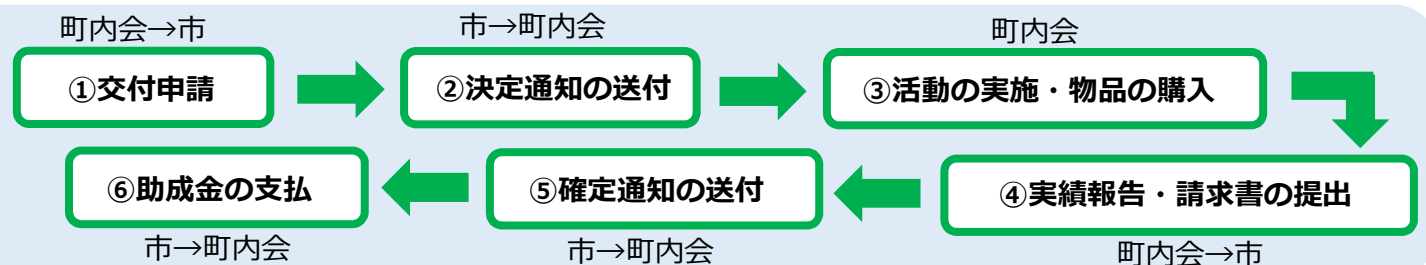 町内会→市
①交付申請
市→町内会
②決定通知の送付
町内会
③活動の実施・物品の購入
④実績報告・請求書の提出
町内会→市
⑤確定通知の送付
市→町内会
⑥助成金の支払
市→町内会